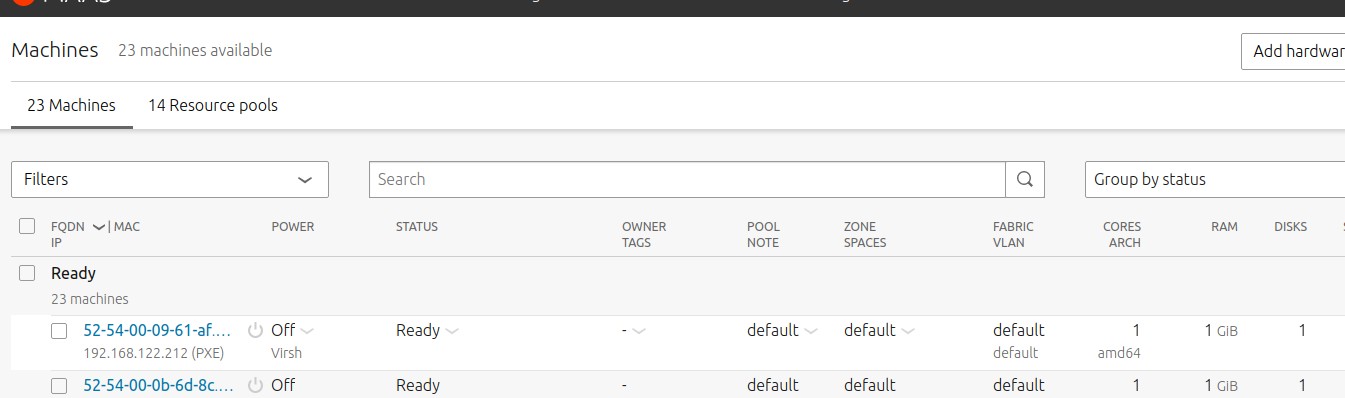 Machines 23 machines available Add hardwar
23 Machines 14 Resource pools
Filters Search Group by status
FQDN | MAC POWER STATUS OWNER POOL ZONE FABRIC CORES RAM DISKS
IP TAGS NOTE SPACES VLAN ARCH
Ready
23 machines
52-54-00-09-61-af.... Off Ready - default default default 1 1 GiB 1
192.168.122.212 (PXE) Virsh default amd64
52-54-00-0b-6d-8c.... Off Ready - default default default 1 1 GiB 1